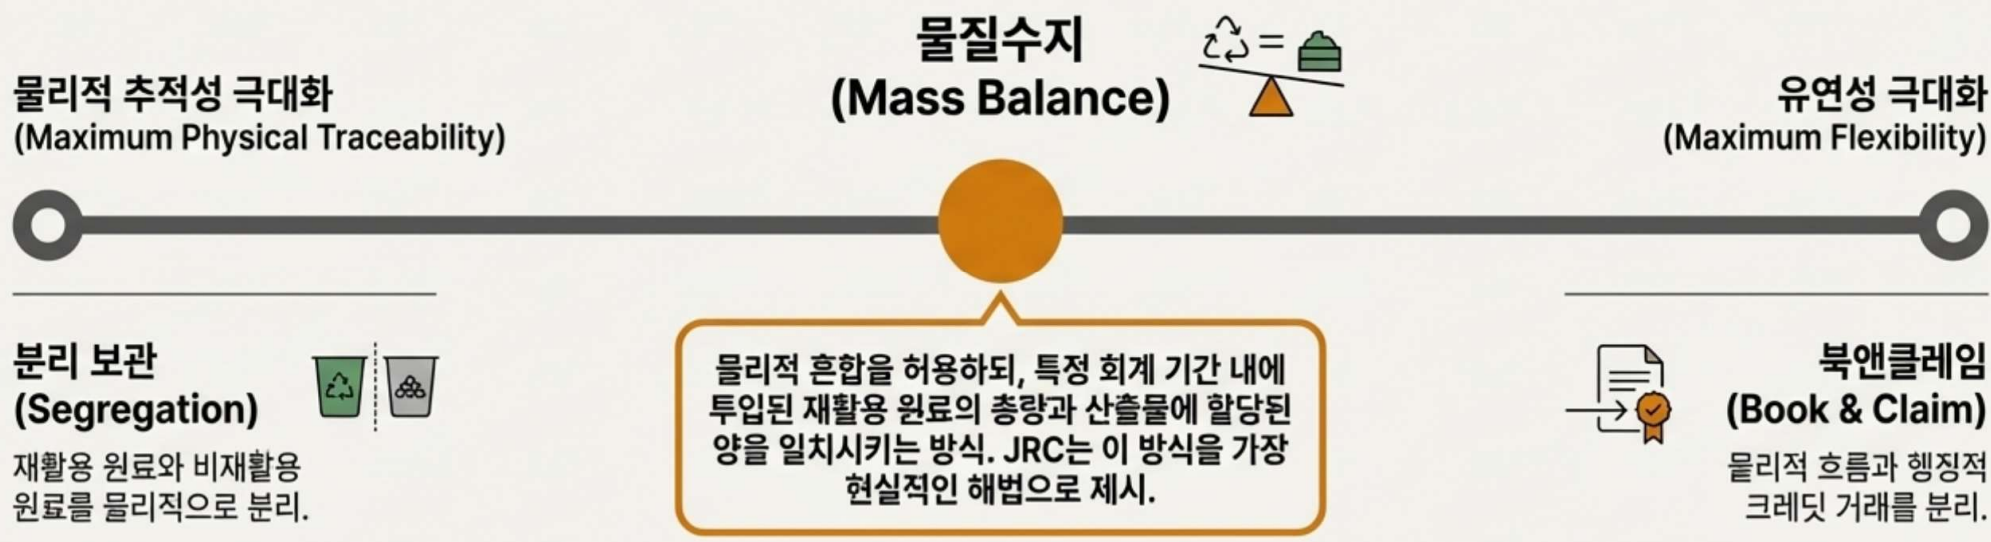 물리적 추적성 극대화
(Maximum Physical Traceability)
물질수지
(Mass Balance)
유연성 극대화
(Maximum Flexibility)
분리 보관
(Segregation)
재활용 원료와 비재활용
원료를 물리직으로 분리.
물리적 흔합을 허용하되, 특정 회계 기간 내에
투입된 재활용 원료의 총량과 산출물에 할당된
양을 일치시키는 방식. JRC는 이 방식을 가장
현실적인 해법으로 제시.
북앤클레임
(Book & Claim)
물리적 흐름과 행정적
크레딧 거래를 분리.